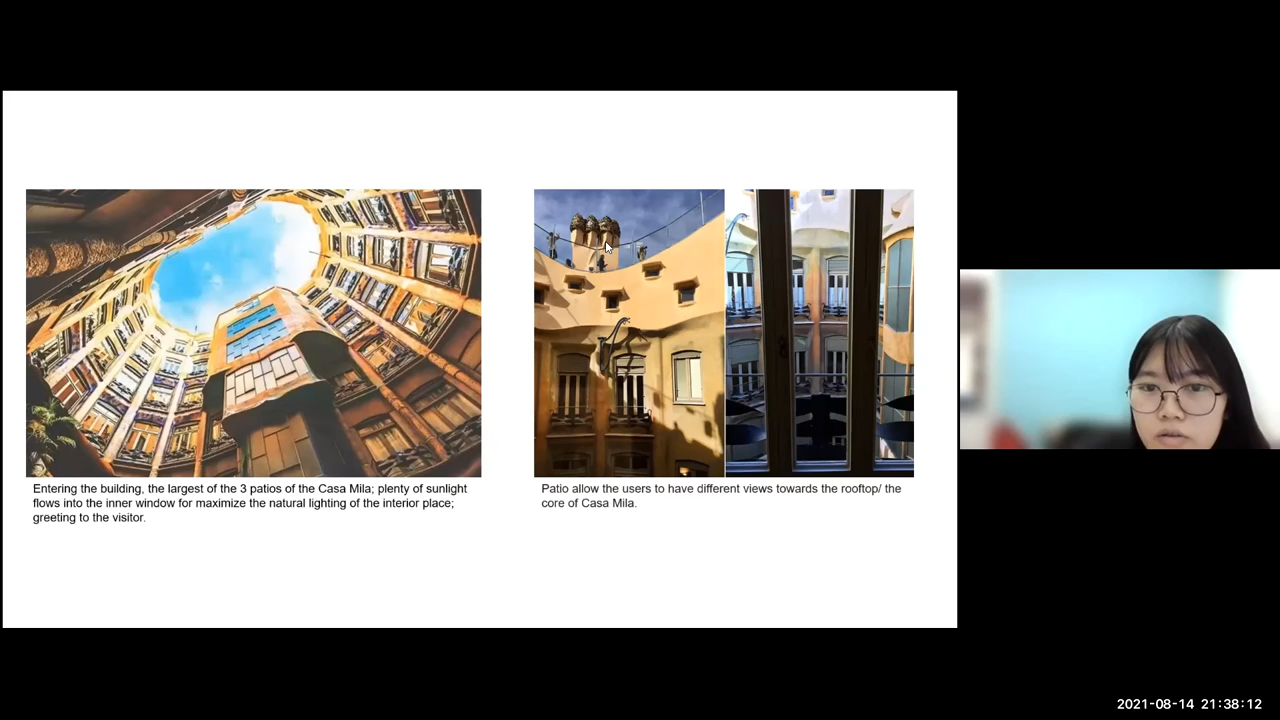 Entering the building, the largest of the 3 patios of the Casa Mila; plenty of sunlight
flows into the inner window for maximize the natural lighting of the interior place;
greeting to the visitor.
Patio allow the users to have different views towards the rooftop/ the
core of Casa Mila.
2021-08-14 21:38:12